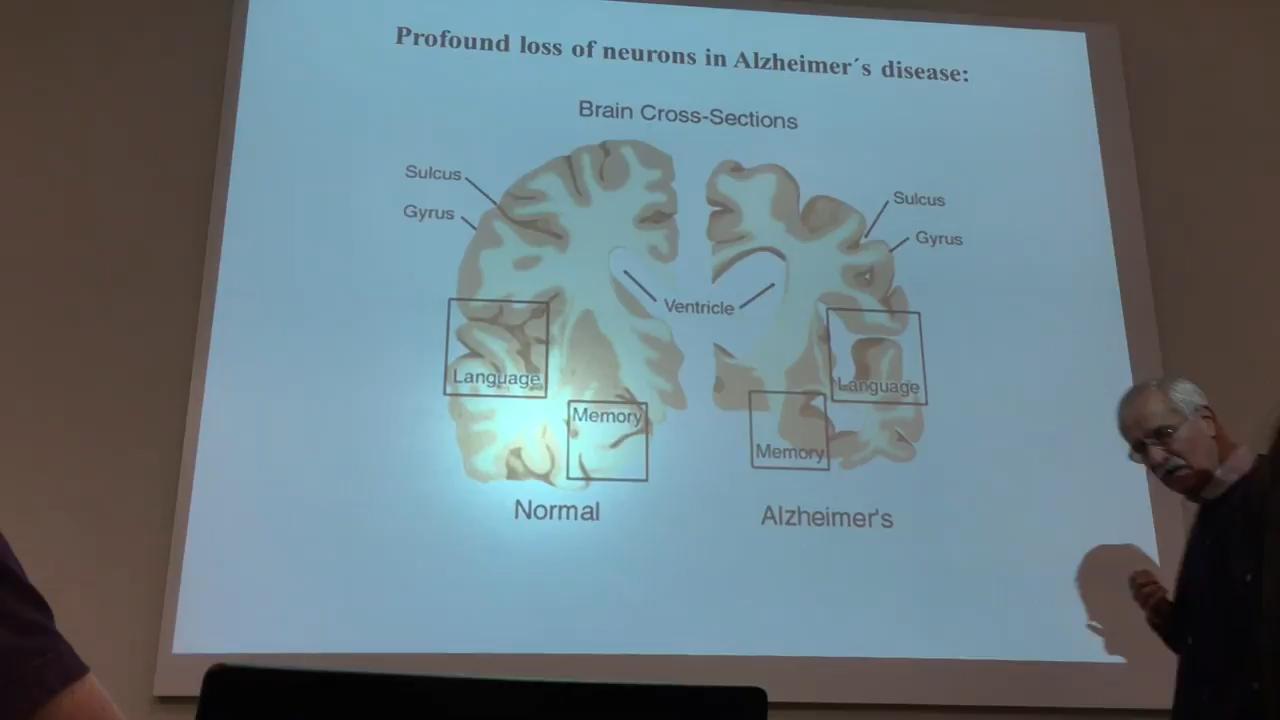 Profound loss of neurons in Alzheimer´s disease:
Brain Cross-Sections
Sulcus
Gyrus
Sulcus
Gyrus
Ventricle
Language
Memory
Language
Memory
Normal
Alzheimer's